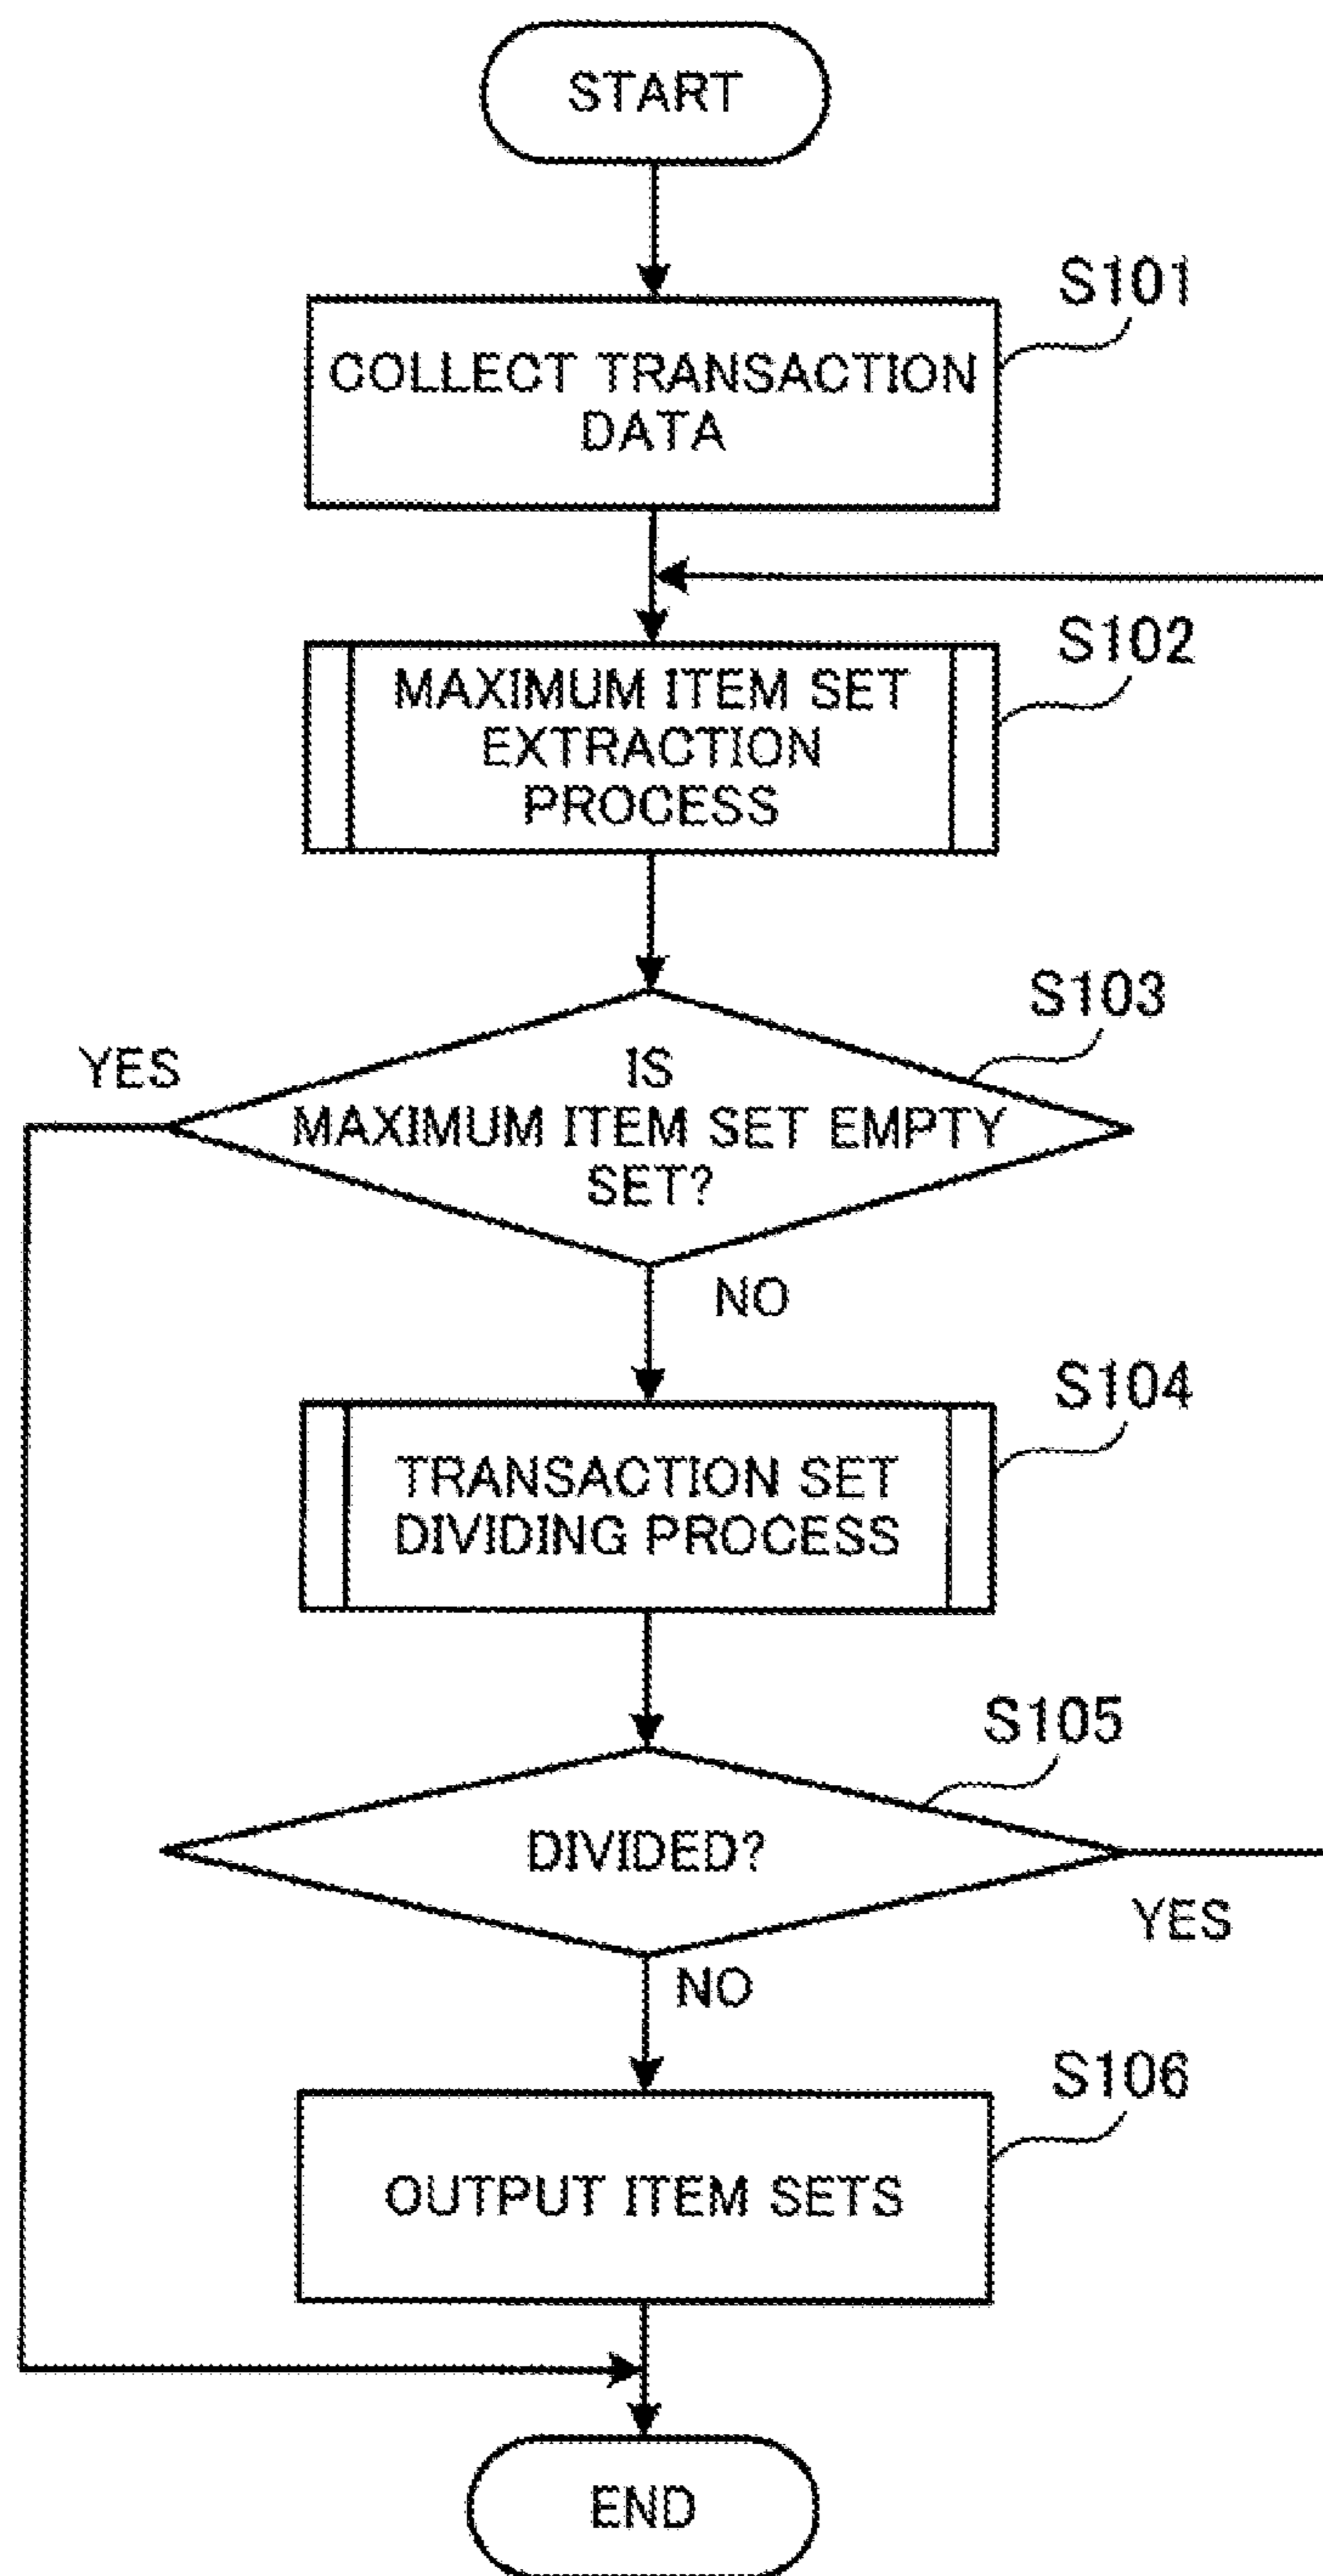 START
S101
COLLECT TRANSACTION
DATA
S102
MAXIMUM ITEM SET
EXTRACTION
PROCESS
S103
YES
IS
MAXIMUM ITEM SET EMPTY
SET?
NO
S104
TRANSACTION SET
DIVIDING PROCESS
S105
DIVIDED?
YES
NO
S106
OUTPUT ITEM SETS
END